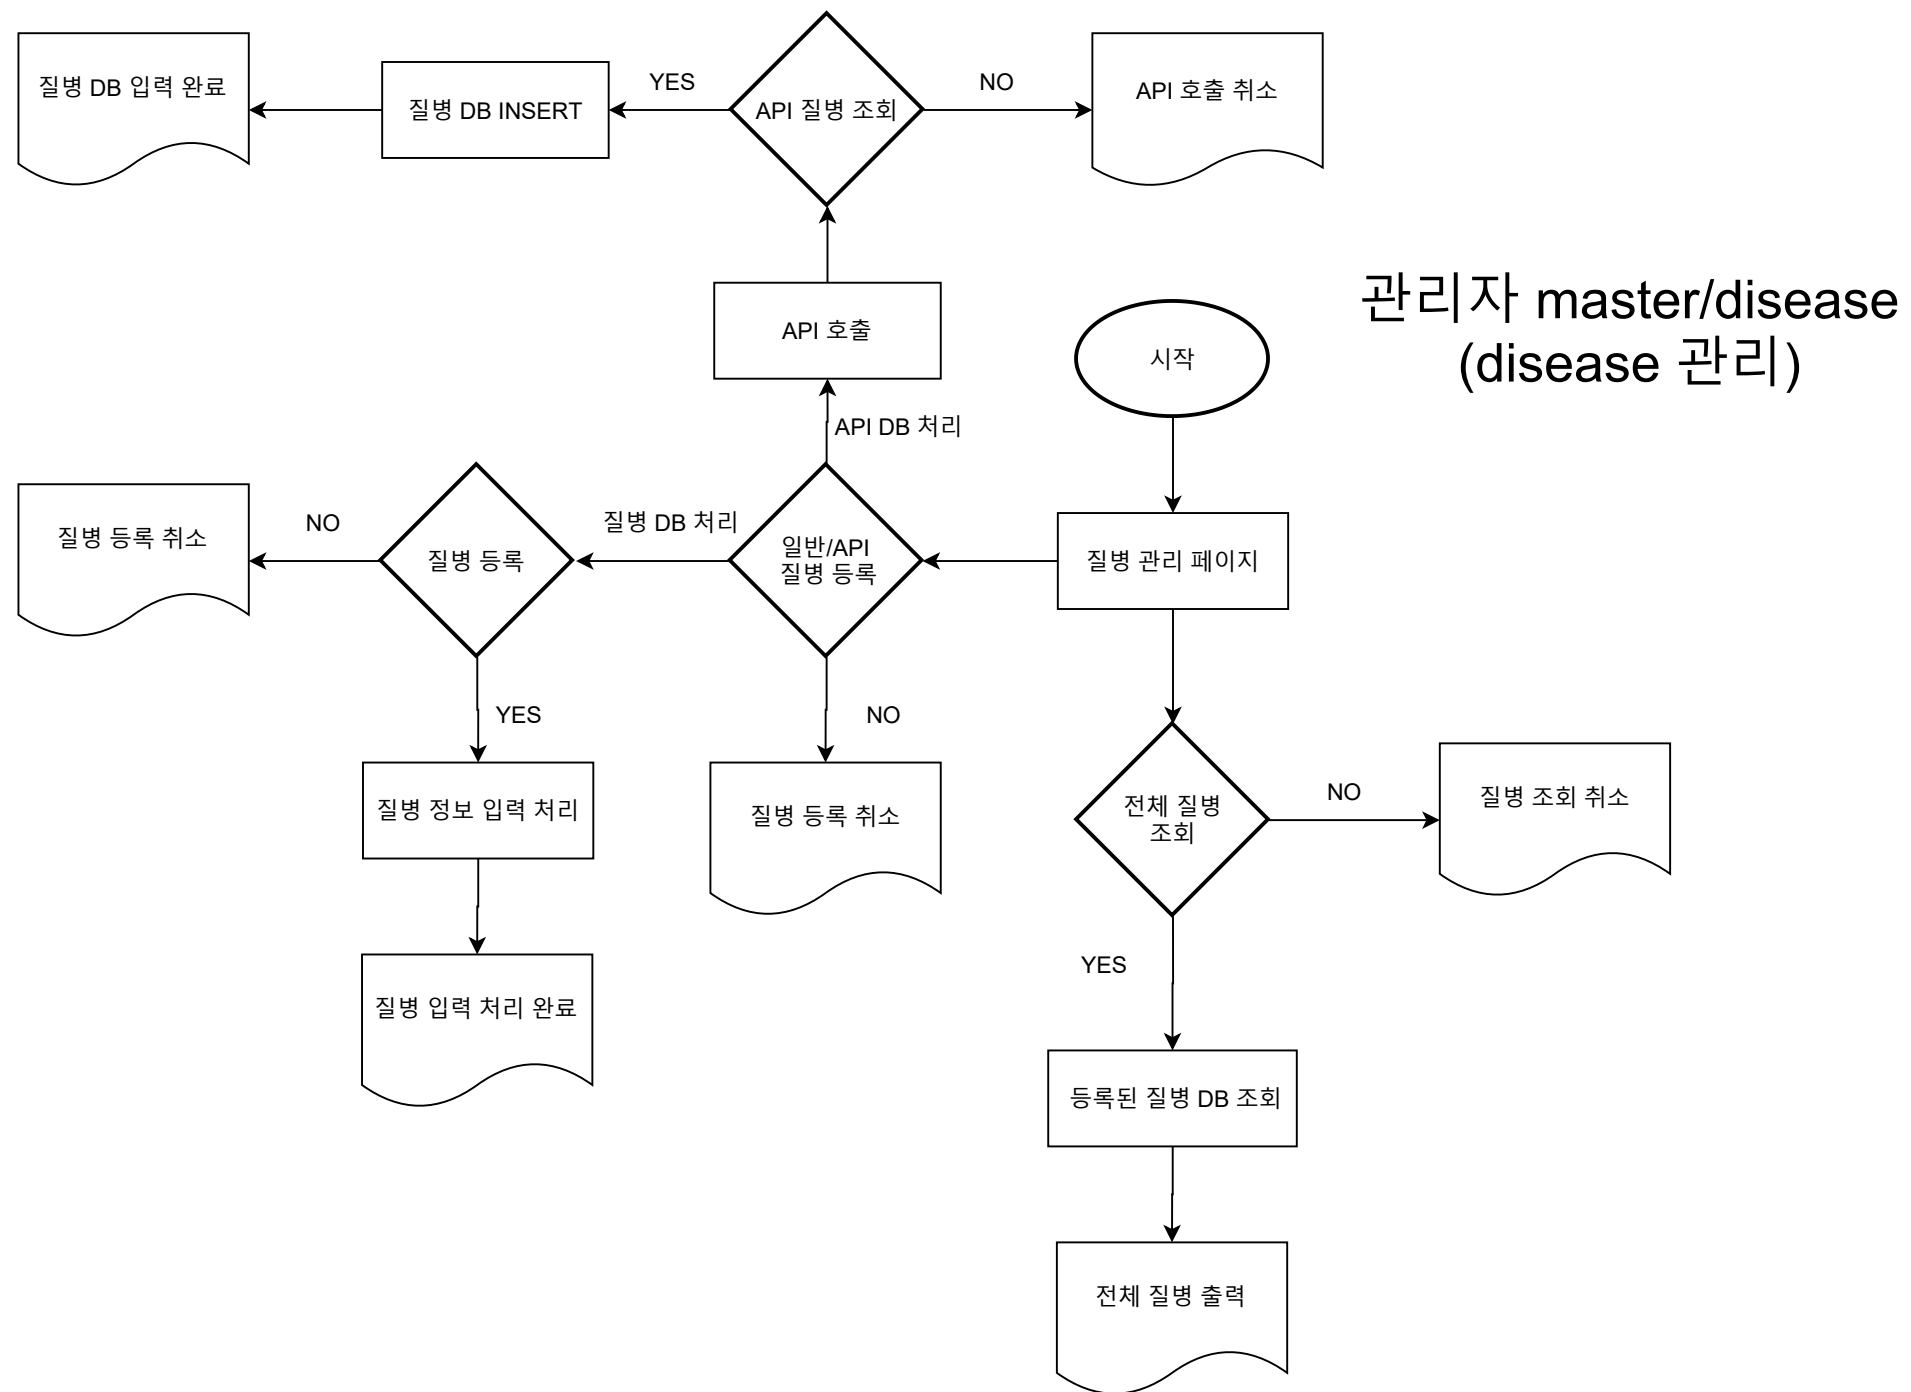 질병 DB 입력 완료
질병 DB INSERT
YES
API 질병 조회
NO
API 호출 취소
API 호출
시작
관리자 master/disease
(disease 관리)
API DB 처리
질병 등록 취소
NO
질병 등록
질병 DB 처리
일반/API
질병 등록
질병 관리 페이지
YES
NO
질병 정보 입력 처리
질병 등록 취소
전체 질병
조회
NO
질병 조회 취소
YES
질병 입력 처리 완료
등록된 질병 DB 조회
전체 질병 출력